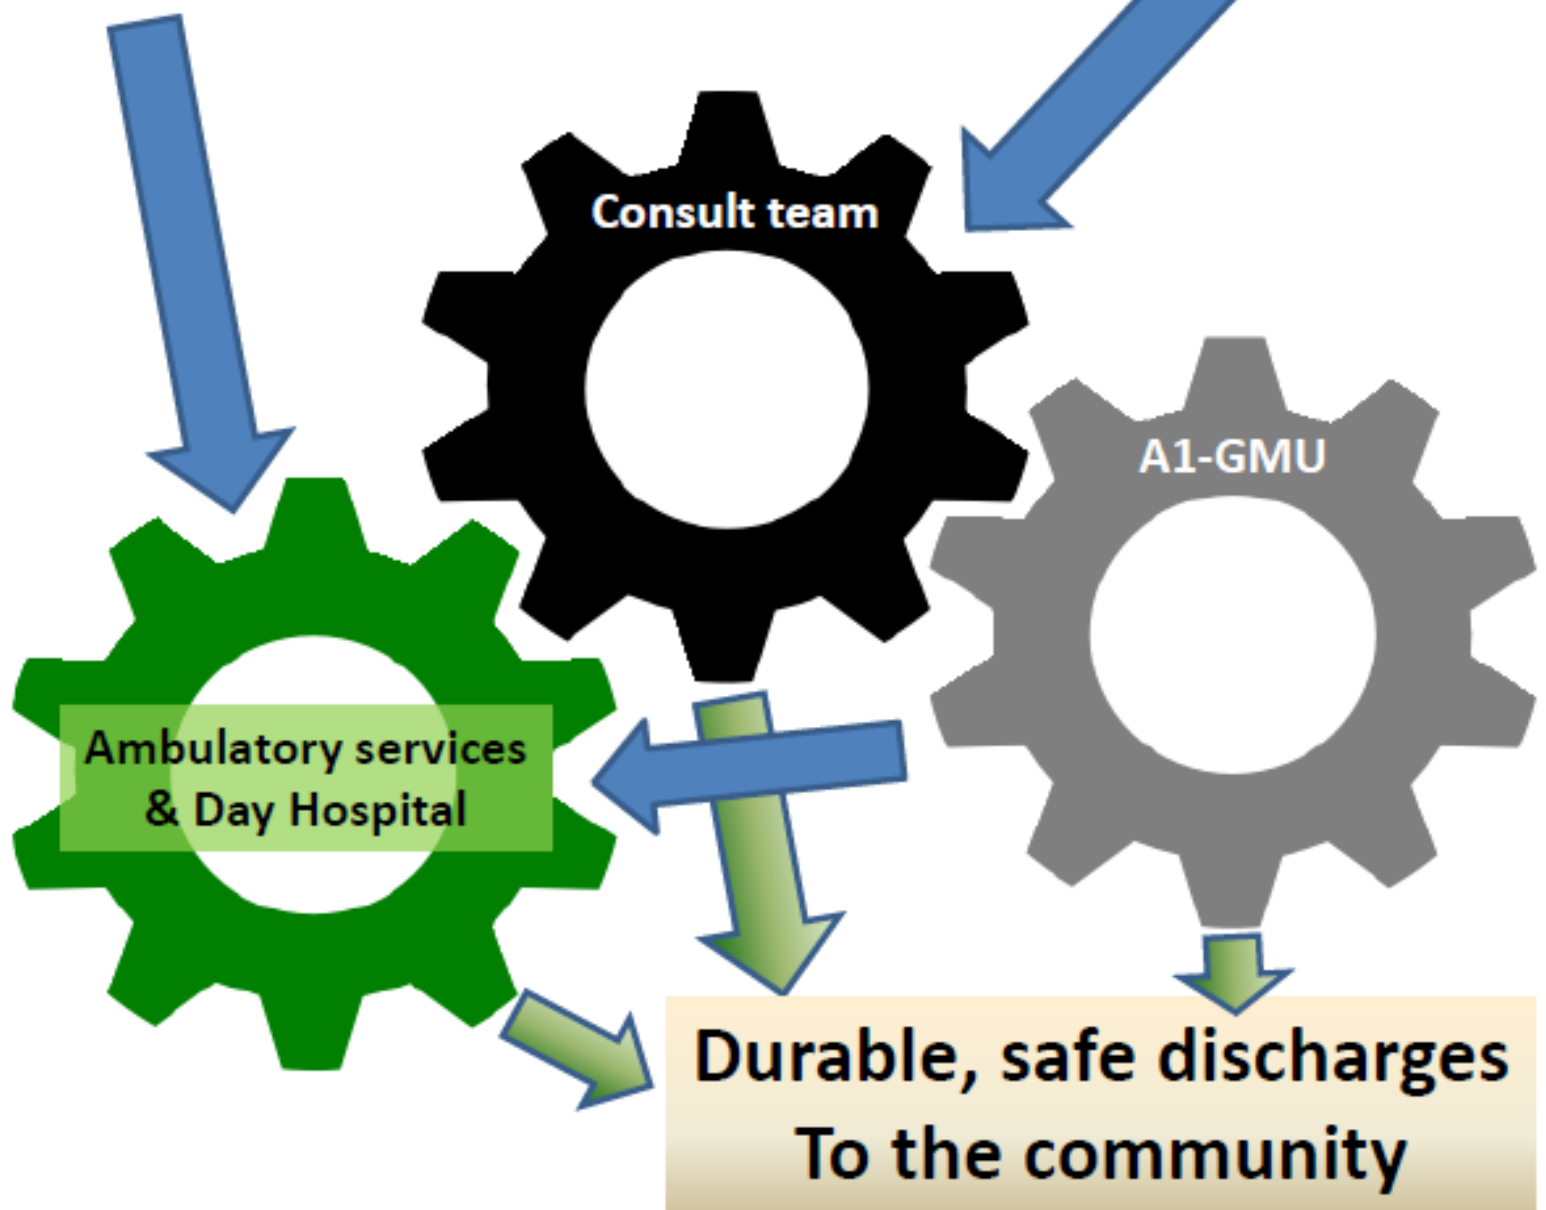 Consult team
A1-GMU
Ambulatory services
& Day Hospital
Durable, safe discharges
To the community